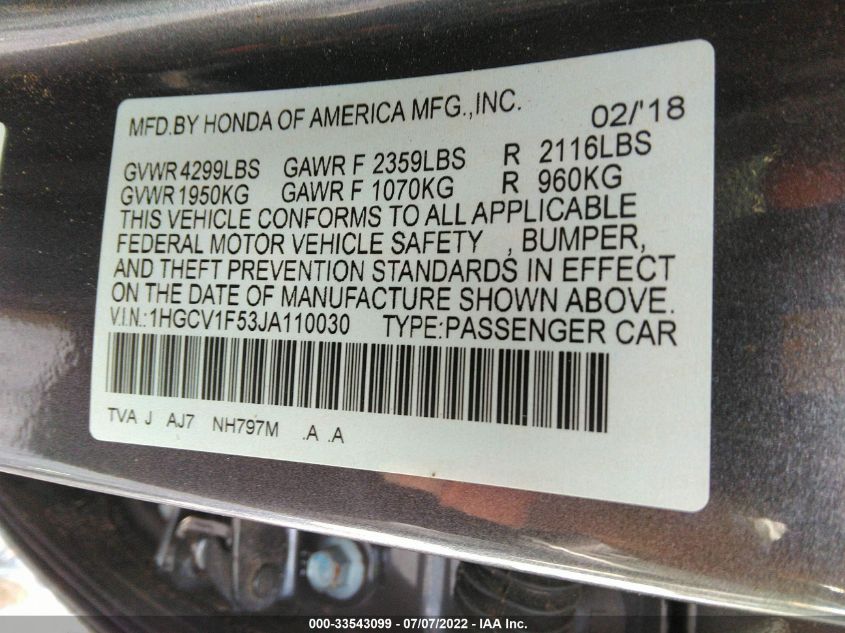 MFD.BY HONDA OF AMERICA MFG.,INC. 02/'18
GVWR 4299LBS GAWR F 2359LBS R 2116LBS
GVWR 1950KG GAWR F 1070KG R 960KG
THIS VEHICLE CONFORMS TO ALL APPLICABLE
FEDERAL MOTOR VEHICLE SAFETY , BUMPER,
AND THEFT PREVENTION STANDARDS IN EFFECT
ON THE DATE OF MANUFACTURE SHOWN ABOVE.
V.I.N.:1HGCV1F53JA110030 TYPE:PASSENGER CAR
TVA J AJ7 NH797M .A .A
000-33543099 - 07/07/2022 - IAA Inc.